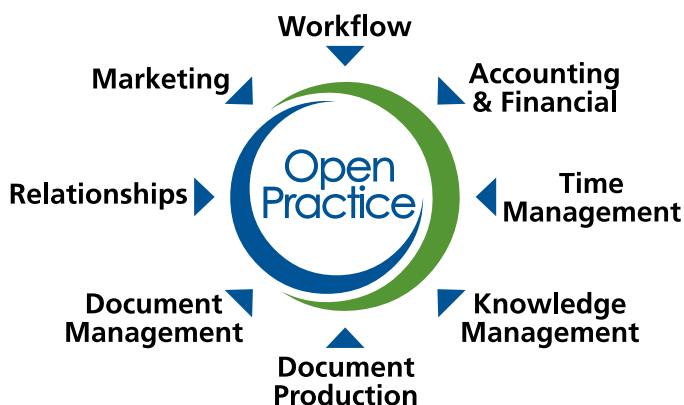 Workflow
Marketing
Accounting
& Financial
Open
Practice
Relationships
Time
Management
Document
Management
Knowledge
Management
Document
Production